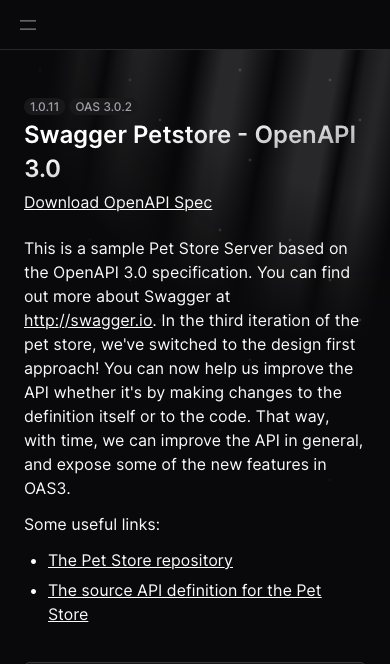 1.0.11 OAS 3.0.2
Swagger Petstore - OpenAPI
3.0
Download OpenAPI Spec
This is a sample Pet Store Server based on
the OpenAPI 3.0 specification. You can find
out more about Swagger at
http://swagger.io. In the third iteration of the
pet store, we've switched to the design first
approach! You can now help us improve the
API whether it's by making changes to the
definition itself or to the code. That way,
with time, we can improve the API in general,
and expose some of the new features in
OAS3.
Some useful links:
• The Pet Store repository
• The source API definition for the Pet
Store